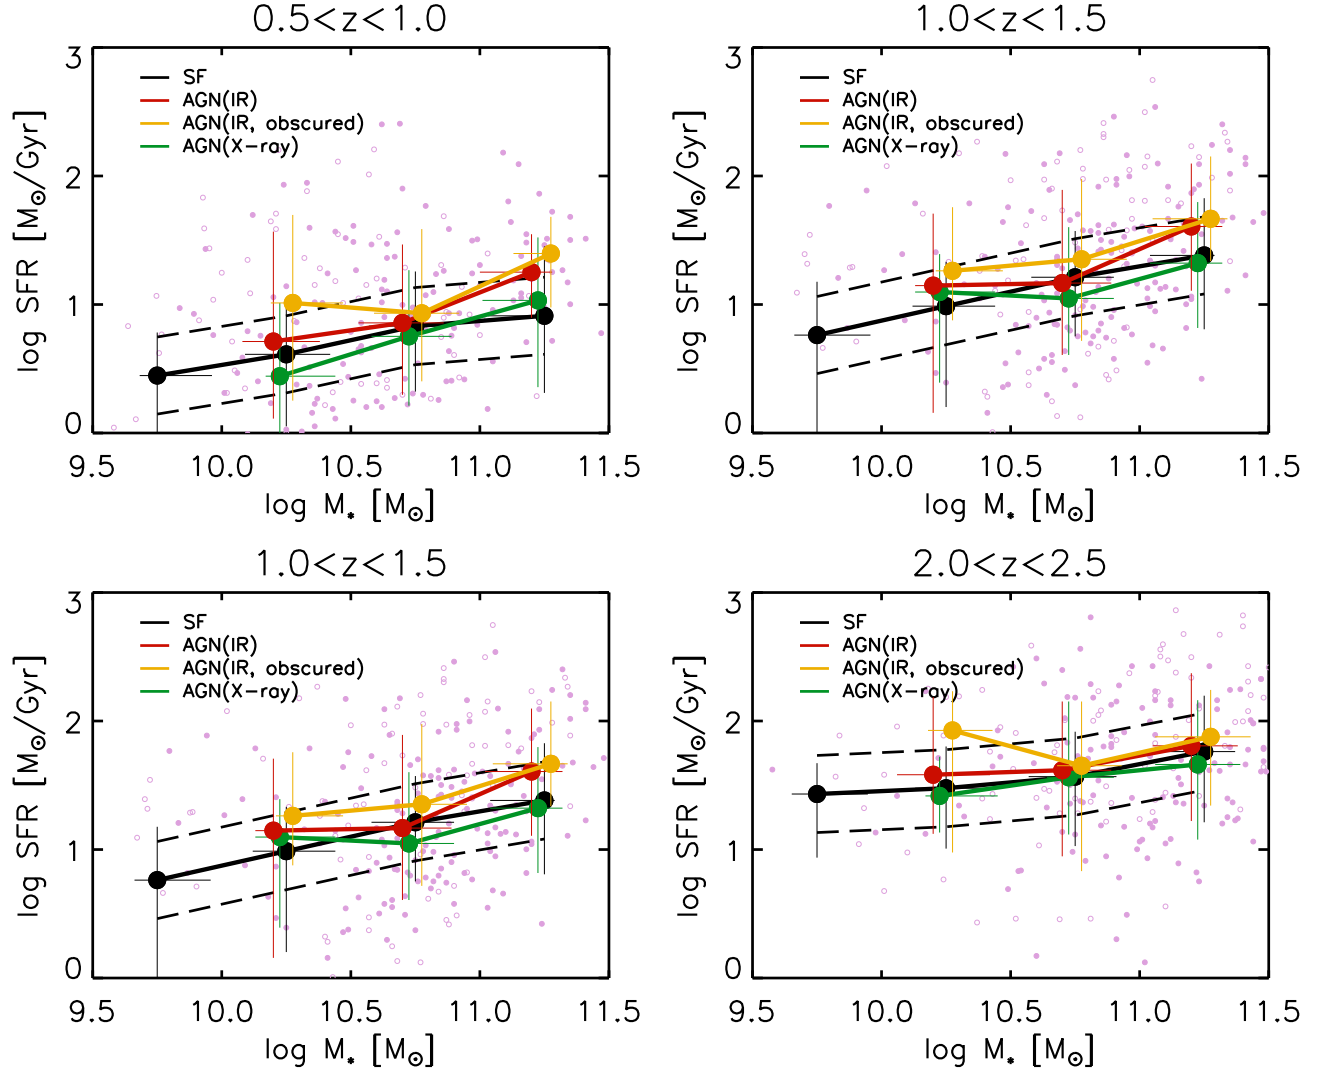 0.5<z<1.0
3
2
1
0
log SFR [M⊙/Gyr]
SF
AGN(IR)
AGN(IR, obscured)
AGN(X-ray)
9.5 10.0 10.5 11.0 11.5
log M* [M⊙]
1.0<z<1.5
3
2
1
0
log SFR [M⊙/Gyr]
SF
AGN(IR)
AGN(IR, obscured)
AGN(X-ray)
9.5 10.0 10.5 11.0 11.5
log M* [M⊙]
1.0<z<1.5
3
2
1
0
log SFR [M⊙/Gyr]
SF
AGN(IR)
AGN(IR, obscured)
AGN(X-ray)
9.5 10.0 10.5 11.0 11.5
log M* [M⊙]
2.0<z<2.5
3
2
1
0
log SFR [M⊙/Gyr]
SF
AGN(IR)
AGN(IR, obscured)
AGN(X-ray)
9.5 10.0 10.5 11.0 11.5
log M* [M⊙]